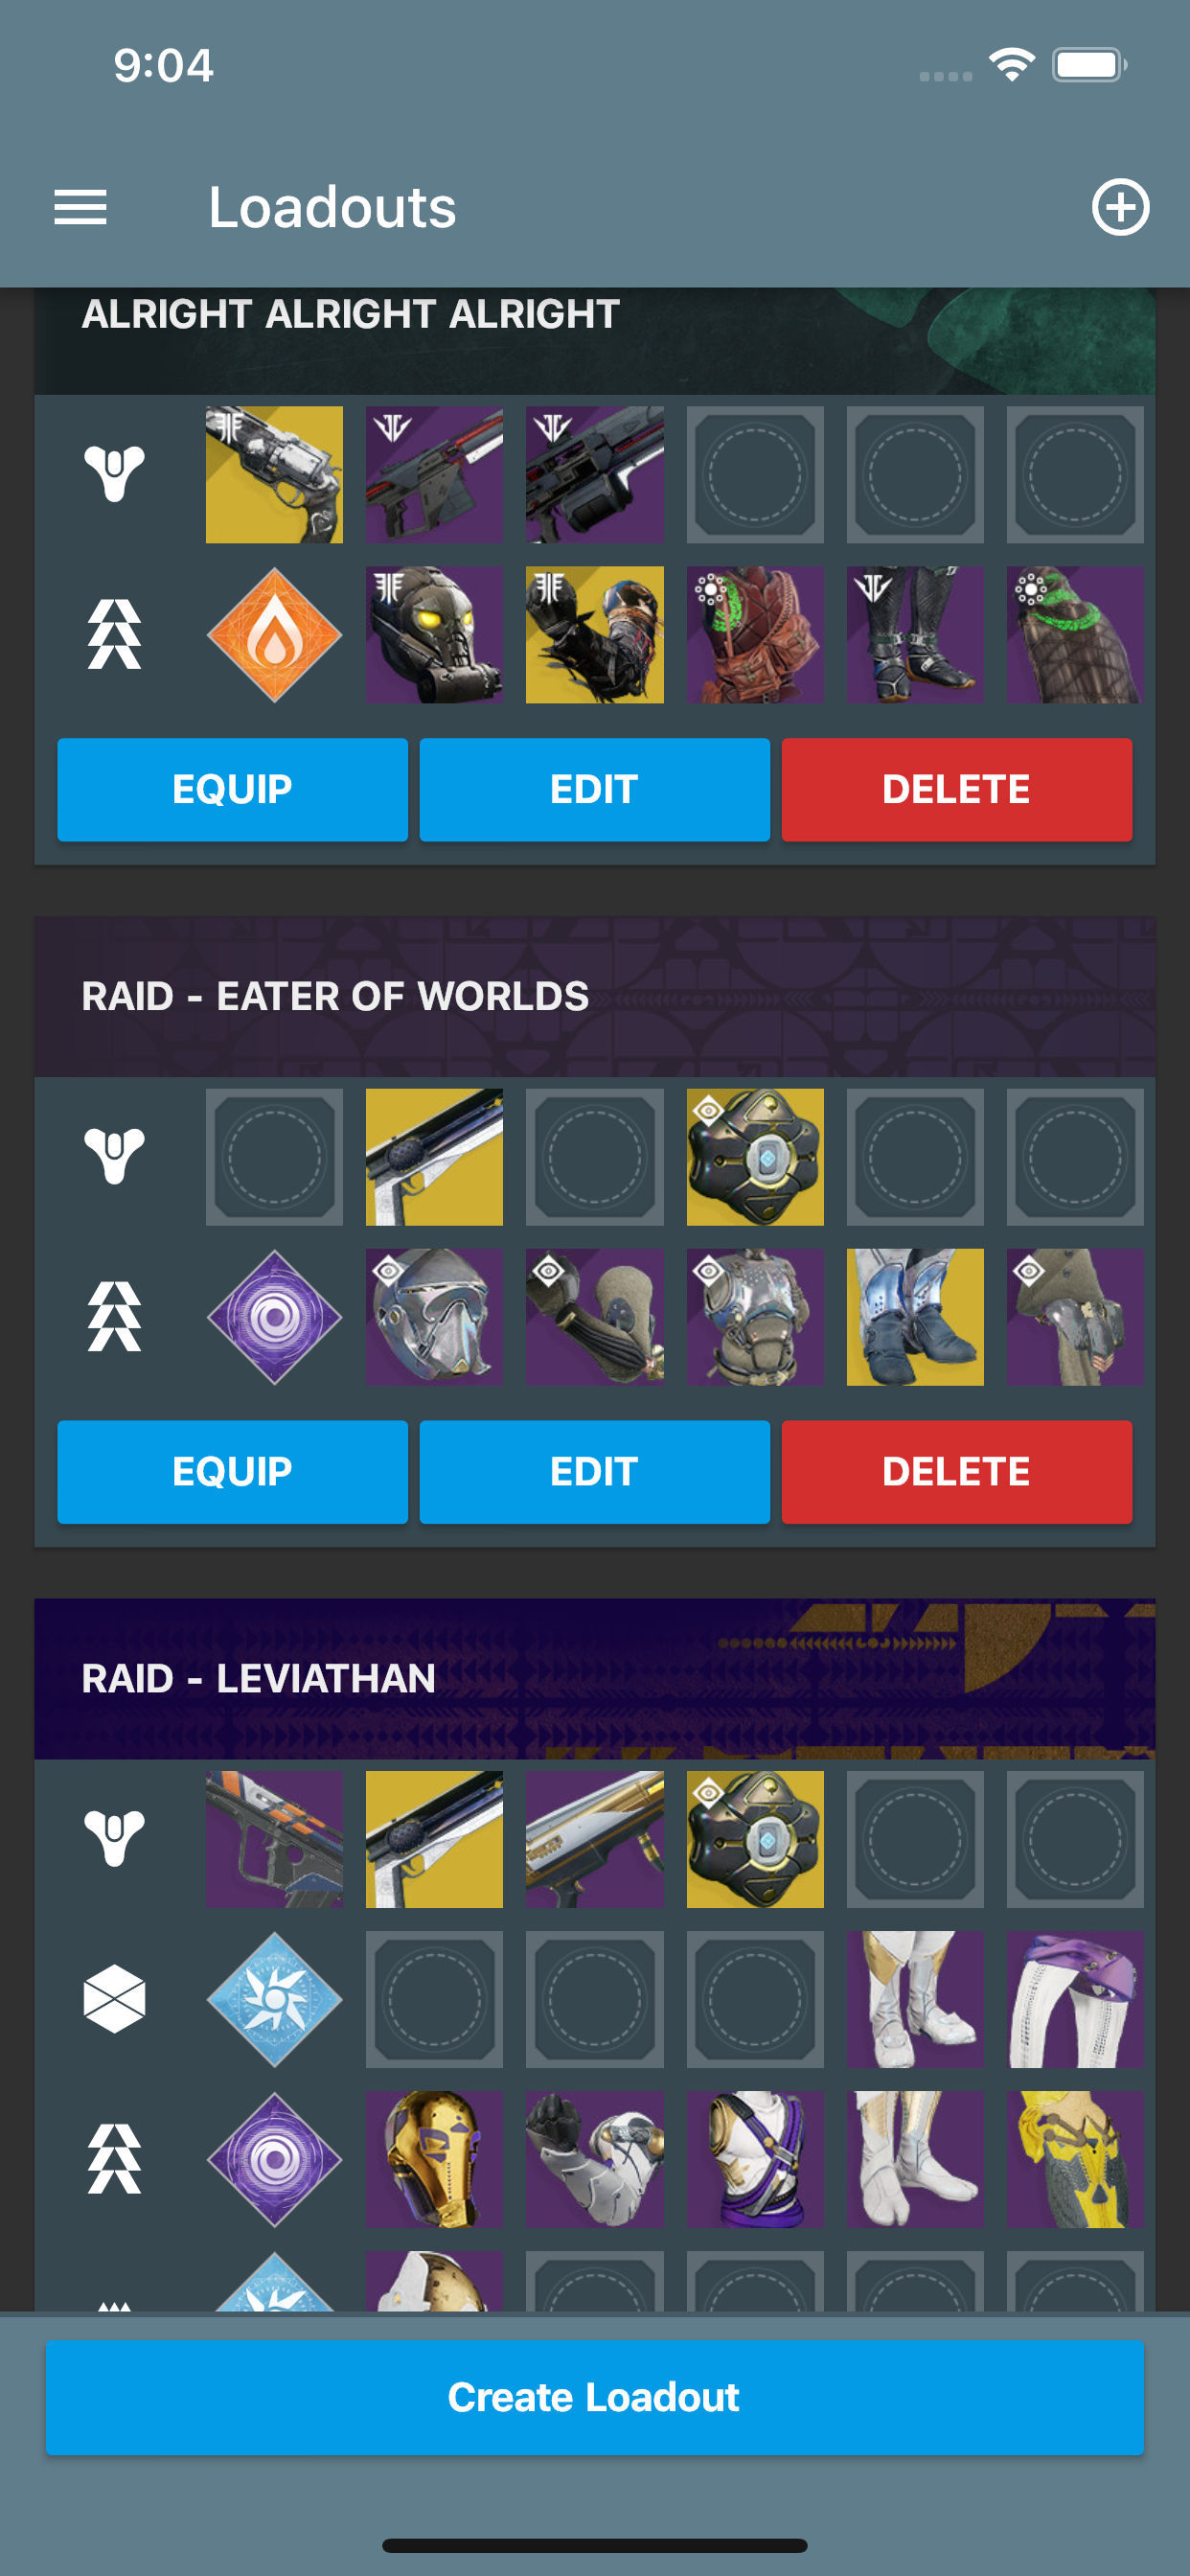 9:04
Loadouts
ALRIGHT ALRIGHT ALRIGHT
EQUIP EDIT DELETE
RAID - EATER OF WORLDS
EQUIP EDIT DELETE
RAID - LEVIATHAN
Create Loadout